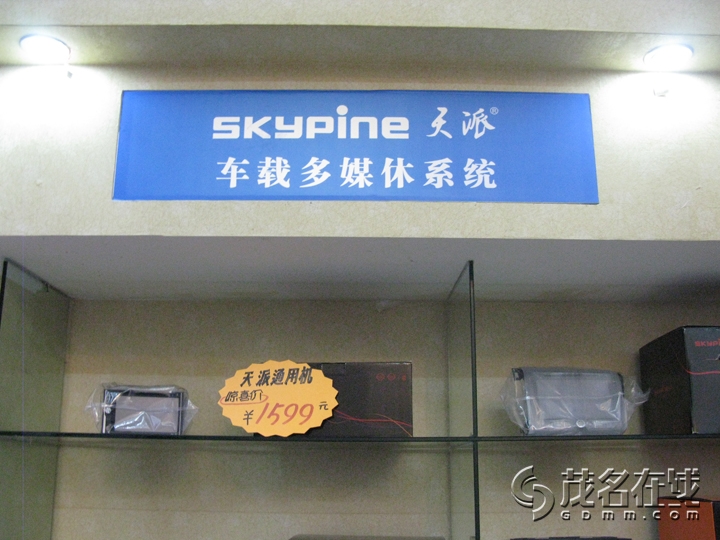 SKYPINE 天派®
车载多媒休系统
天派通用机
惊喜价
¥1599元
SKYPINE
茂名在线
GDMM.com